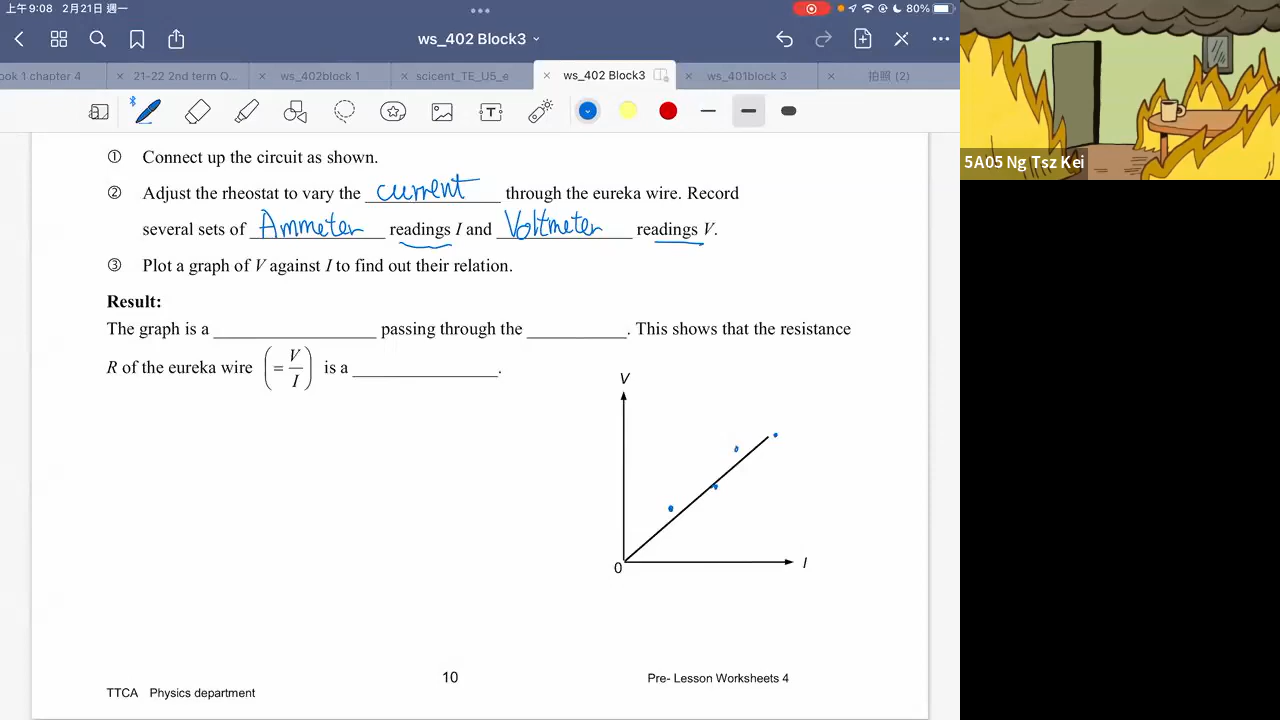 上午9:08 2月21日 週一
80%
ws_402 Block3
ook 1 chapter 4
21-22 2nd term Q...
ws_402block 1
scicent_TE_U5_e
ws_402 Block3
ws_401block 3
拍照 (2)
5A05 Ng Tsz Kei
① Connect up the circuit as shown.
② Adjust the rheostat to vary the current through the eureka wire. Record
several sets of Ammeter readings I and Voltmeter readings V.
③ Plot a graph of V against I to find out their relation.
Result:
The graph is a ________________ passing through the __________. This shows that the resistance
R of the eureka wire (= V/I) is a ______________.
V
0
I
10
Pre- Lesson Worksheets 4
TTCA Physics department